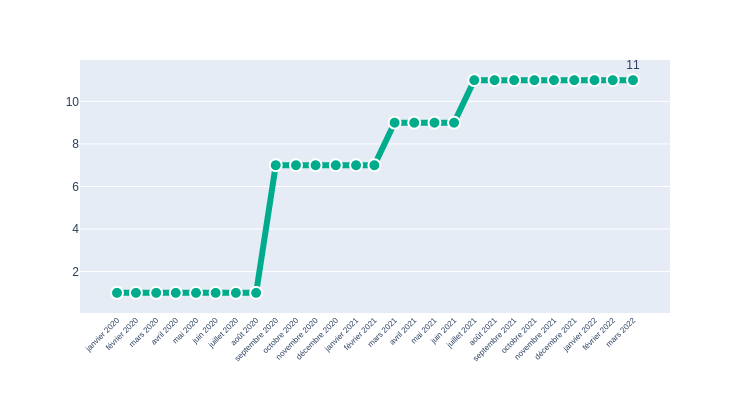 11
10
8
6
4
2
janvier 2020
février 2020
mars 2020
avril 2020
mai 2020
juin 2020
juillet 2020
août 2020
septembre 2020
octobre 2020
novembre 2020
décembre 2020
janvier 2021
février 2021
mars 2021
avril 2021
mai 2021
juin 2021
juillet 2021
août 2021
septembre 2021
octobre 2021
novembre 2021
décembre 2021
janvier 2022
février 2022
mars 2022